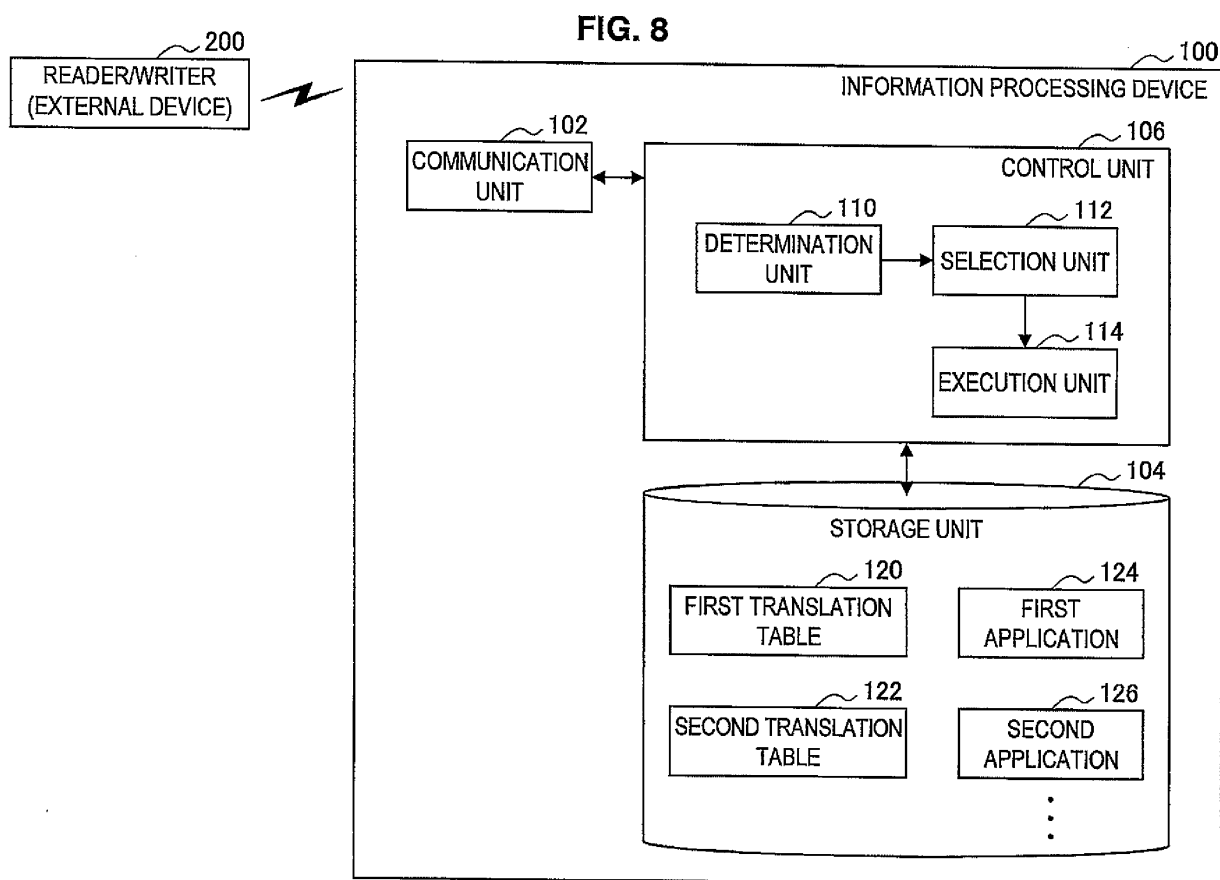 FIG. 8
200
READER/WRITER
(EXTERNAL DEVICE)
100
INFORMATION PROCESSING DEVICE
102
COMMUNICATION
UNIT
106
CONTROL UNIT
110
DETERMINATION
UNIT
112
SELECTION UNIT
114
EXECUTION UNIT
104
STORAGE UNIT
120
FIRST TRANSLATION
TABLE
124
FIRST
APPLICATION
122
SECOND TRANSLATION
TABLE
126
SECOND
APPLICATION